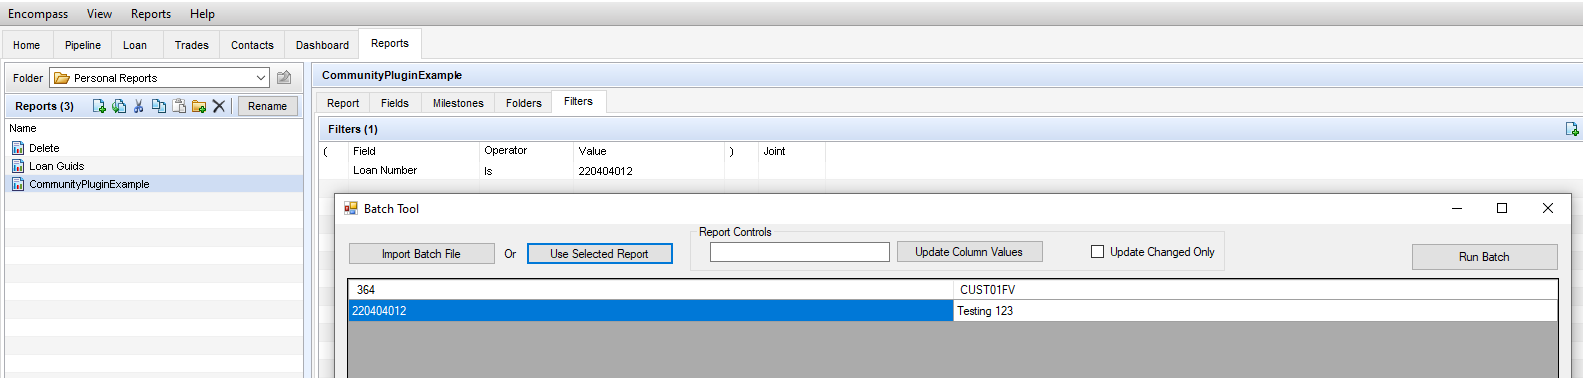 Encompass View Reports Help
Home Pipeline Loan Trades Contacts Dashboard Reports
Folder Personal Reports
CommunityPluginExample
Reports (3) Rename
Report Fields Milestones Folders Filters
Name
Delete
Loan Guids
CommunityPluginExample
Filters (1)
( Field Operator Value ) Joint
Loan Number Is 220404012
Batch Tool
Import Batch File Or Use Selected Report
Report Controls
Update Column Values Update Changed Only
Run Batch
364 CUST01FV
220404012 Testing 123